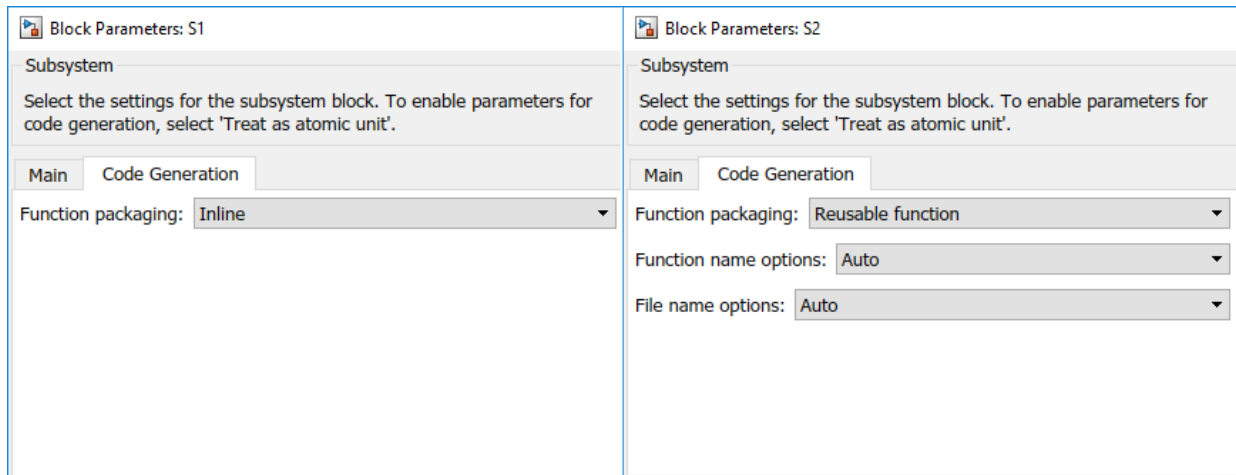 Block Parameters: S1
Subsystem
Select the settings for the subsystem block. To enable parameters for
code generation, select 'Treat as atomic unit'.
Main Code Generation
Function packaging: Inline
Block Parameters: S2
Subsystem
Select the settings for the subsystem block. To enable parameters for
code generation, select 'Treat as atomic unit'.
Main Code Generation
Function packaging: Reusable function
Function name options: Auto
File name options: Auto